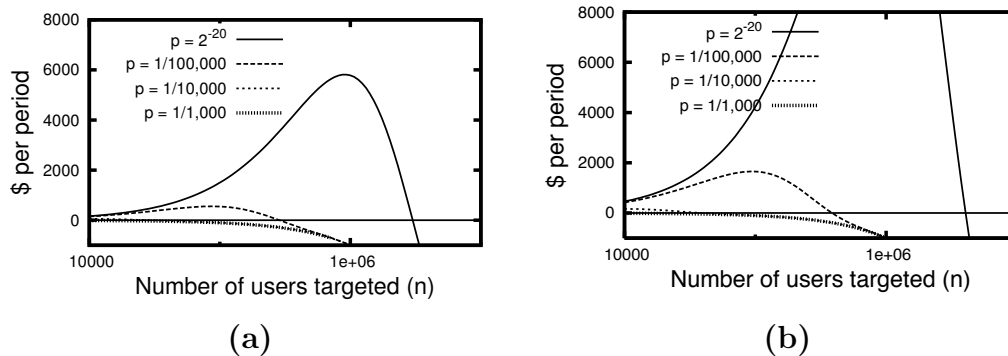 8000
6000
4000
2000
0
$ per period
p = 2^-20
p = 1/100,000
p = 1/10,000
p = 1/1,000
10000
1e+06
Number of users targeted (n)
(a)
8000
6000
4000
2000
0
$ per period
p = 2^-20
p = 1/100,000
p = 1/10,000
p = 1/1,000
10000
1e+06
Number of users targeted (n)
(b)